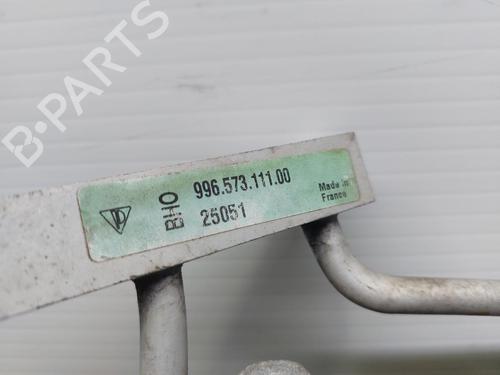 B-PARTS
BHO
996.573.111.00
25051
Made in
France